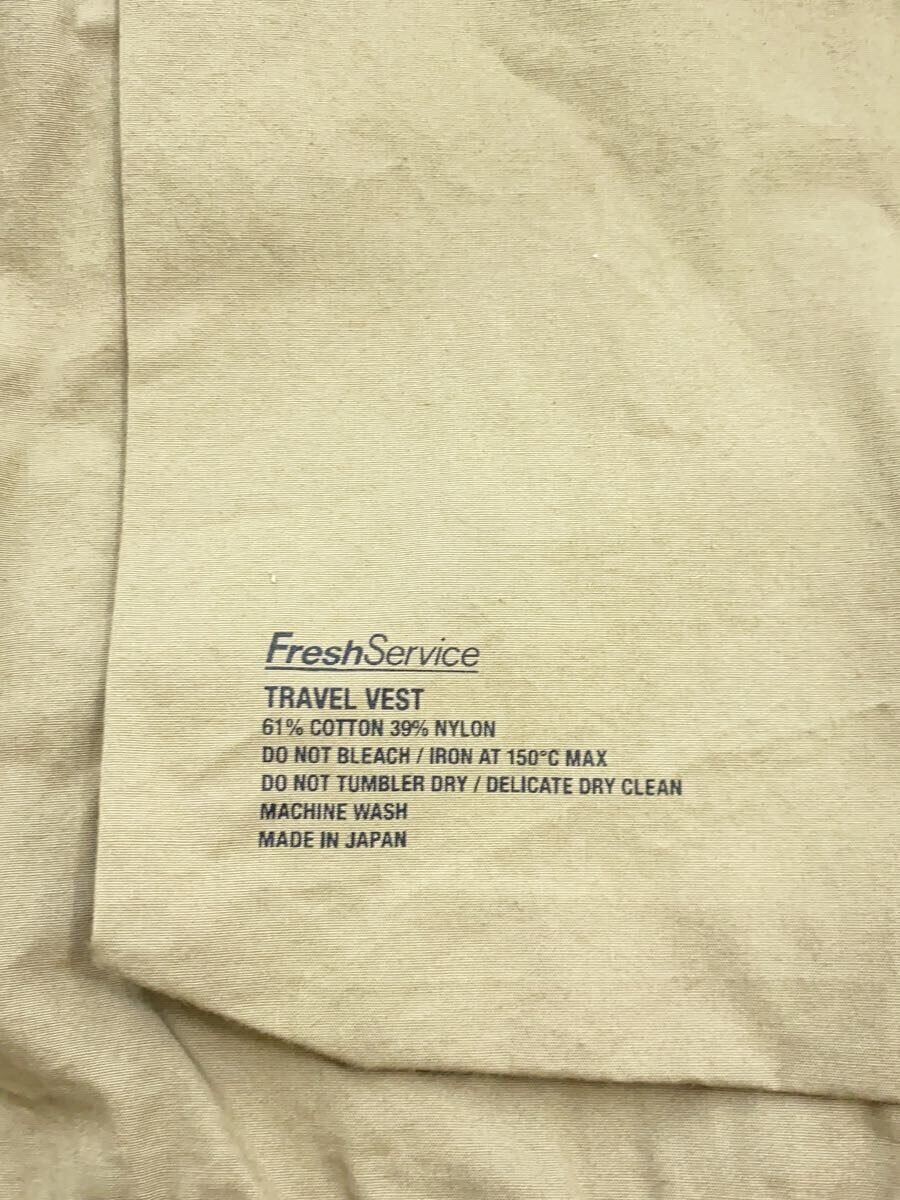 FreshService
TRAVEL VEST
61% COTTON 39% NYLON
DO NOT BLEACH / IRON AT 150°C MAX
DO NOT TUMBLER DRY / DELICATE DRY CLEAN
MACHINE WASH
MADE IN JAPAN